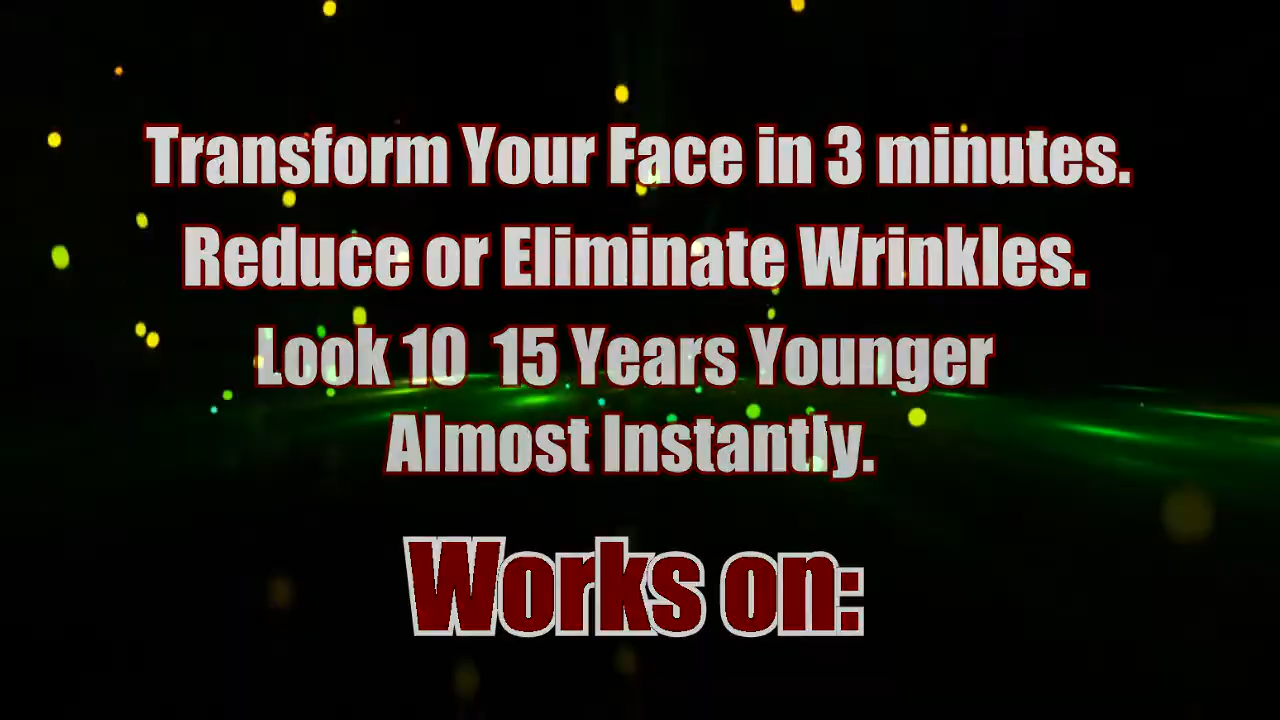 Transform Your Face in 3 minutes.
Reduce or Eliminate Wrinkles.
Look 10 15 Years Younger
Almost Instantly.
Works on: